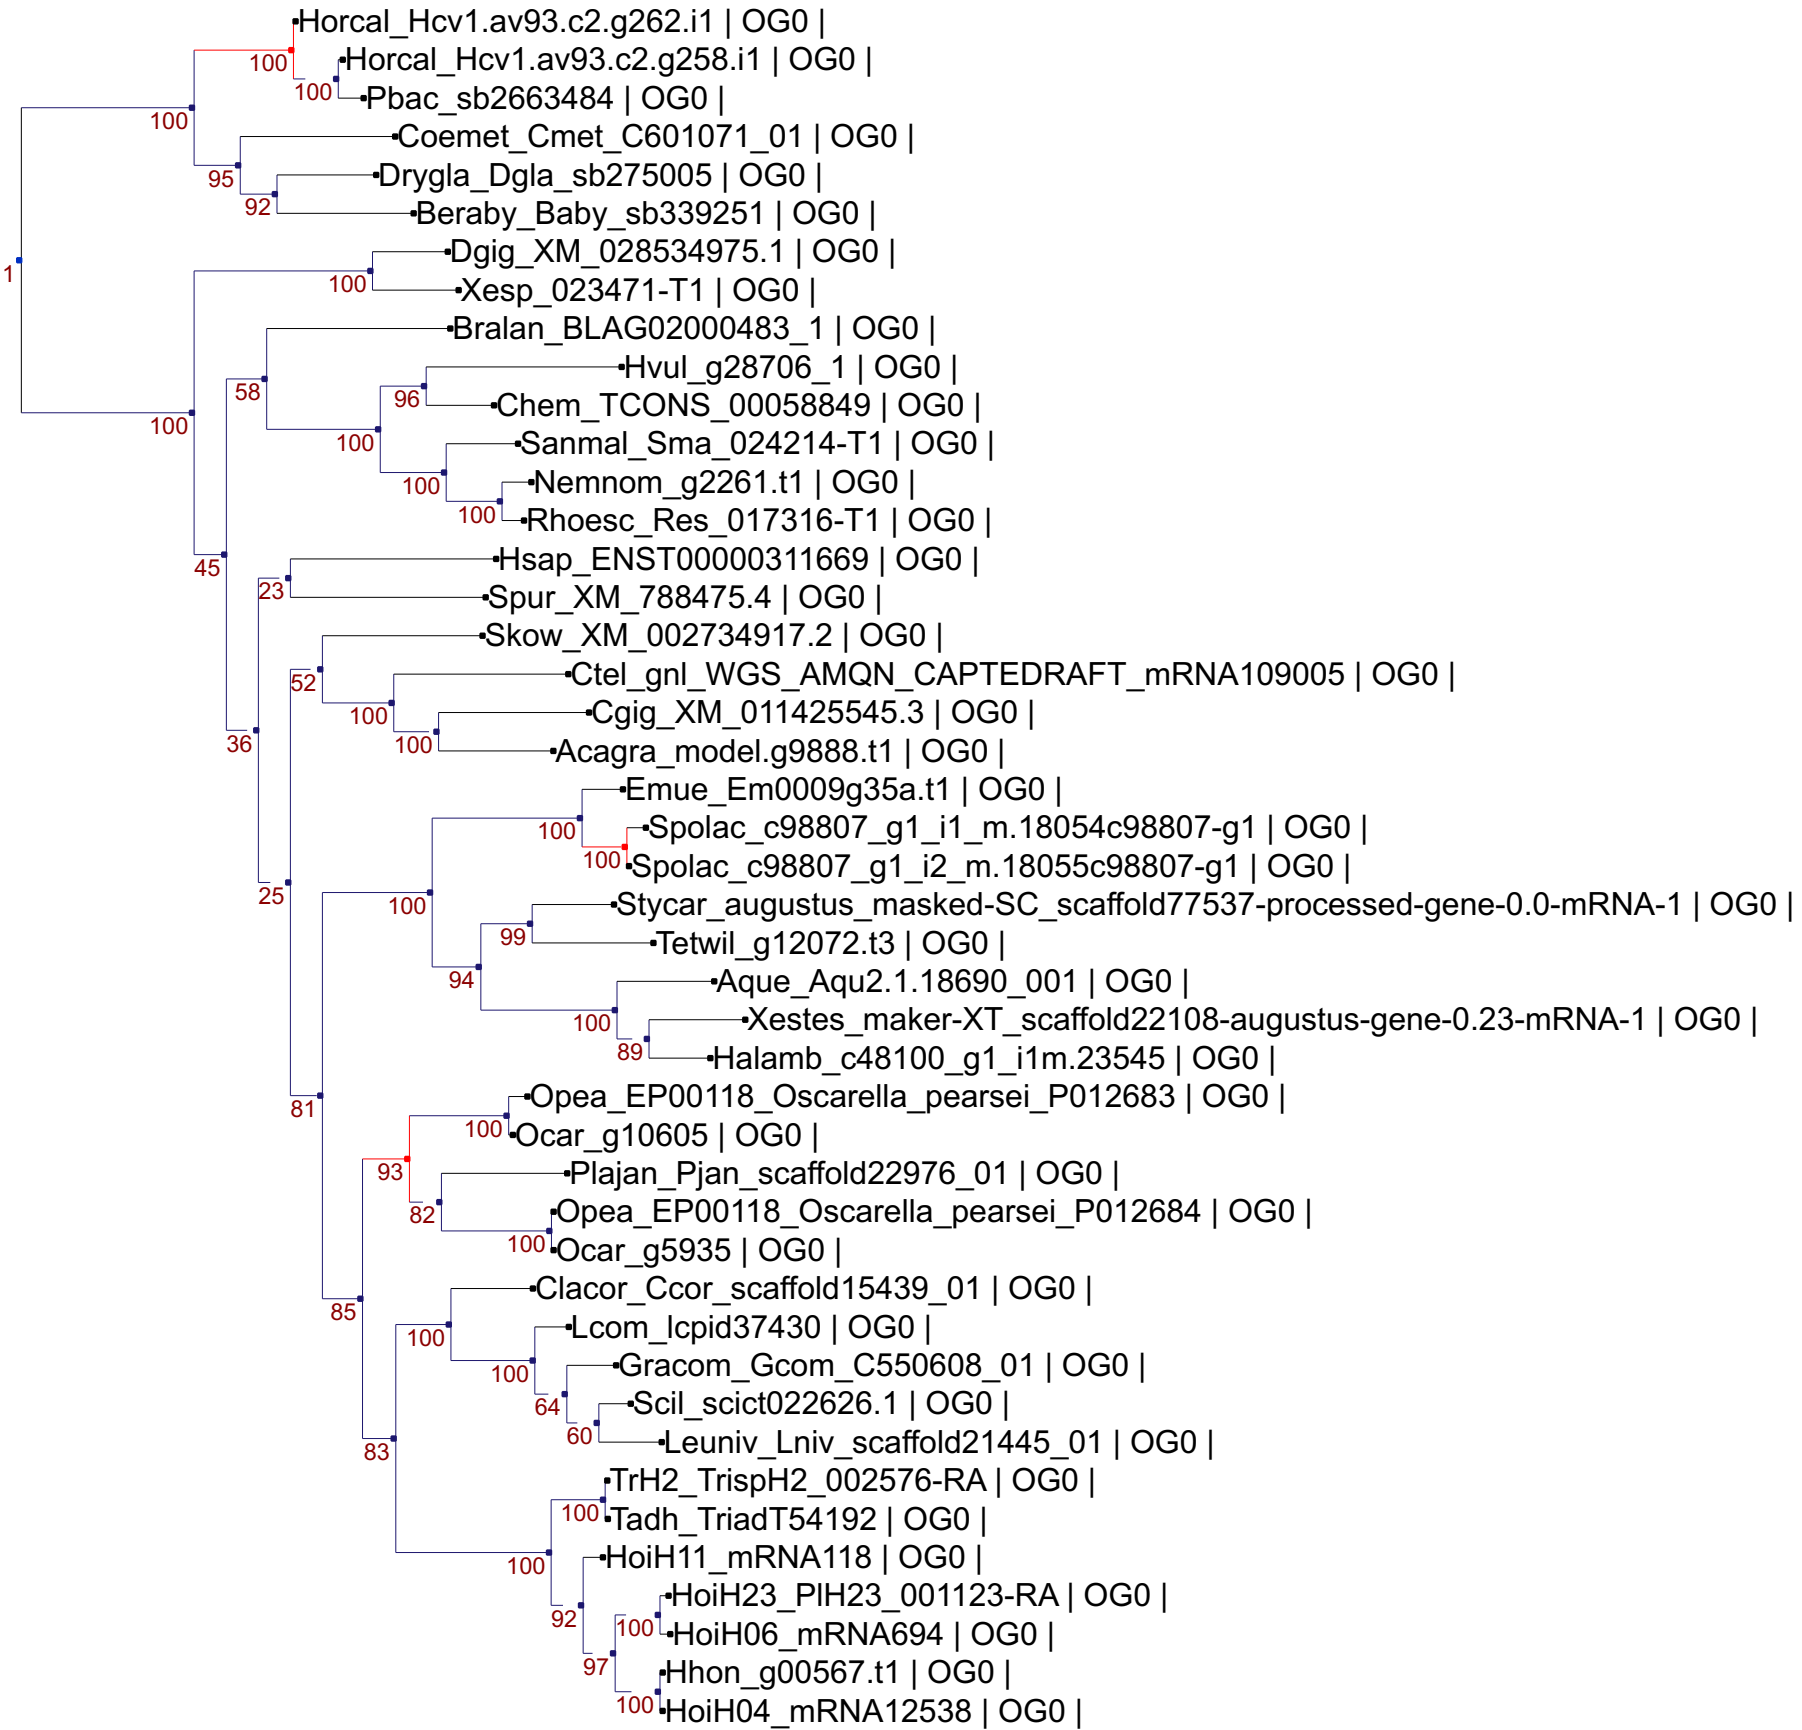 Horcal_Hcv1.av93.c2.g262.i1 | OG0 |
100
Horcal_Hcv1.av93.c2.g258.i1 | OG0 |
100
Pbac_sb2663484 | OG0 |
100
Coemet_Cmet_C601071_01 | OG0 |
95
Drygla_Dgla_sb275005 | OG0 |
92
Beraby_Baby_sb339251 | OG0 |
Dgig_XM_028534975.1 | OG0 |
1
100
Xesp_023471-T1 | OG0 |
Bralan_BLAG02000483_1 | OG0 |
Hvul_g28706_1 | OG0 |
58
96
Chem_TCONS_00058849 | OG0 |
100
100
Sanmal_Sma_024214-T1 | OG0 |
100
Nemnom_g2261.t1 | OG0 |
100
Rhoesc_Res_017316-T1 | OG0 |
Hsap_ENST00000311669 | OG0 |
45
23
Spur_XM_788475.4 | OG0 |
Skow_XM_002734917.2 | OG0 |
52
Ctel_gnl_WGS_AMQN_CAPTEDRAFT_mRNA109005 | OG0 |
100
Cgig_XM_011425545.3 | OG0 |
36
100
Acagra_model.g9888.t1 | OG0 |
Emue_Em0009g35a.t1 | OG0 |
100
Spolac_c98807_g1_i1_m.18054c98807-g1 | OG0 |
100
Spolac_c98807_g1_i2_m.18055c98807-g1 | OG0 |
25
100
Stycar_augustus_masked-SC_scaffold77537-processed-gene-0.0-mRNA-1 | OG0 |
99
Tetwil_g12072.t3 | OG0 |
94
Aque_Aqu2.1.18690_001 | OG0 |
100
Xestes_maker-XT_scaffold22108-augustus-gene-0.23-mRNA-1 | OG0 |
89
Halamb_c48100_g1_i1m.23545 | OG0 |
81
Opea_EP00118_Oscarella_pearsei_P012683 | OG0 |
100
Ocar_g10605 | OG0 |
93
Plajan_Pjan_scaffold22976_01 | OG0 |
82
Opea_EP00118_Oscarella_pearsei_P012684 | OG0 |
100
Ocar_g5935 | OG0 |
Clacor_Ccor_scaffold15439_01 | OG0 |
85
100
Lcom_lcpid37430 | OG0 |
100
Gracom_Gcom_C550608_01 | OG0 |
64
Scil_scict022626.1 | OG0 |
60
Leuniv_Lniv_scaffold21445_01 | OG0 |
83
TrH2_TrispH2_002576-RA | OG0 |
100
Tadh_TriadT54192 | OG0 |
100
HoiH11_mRNA118 | OG0 |
HoiH23_PlH23_001123-RA | OG0 |
92
100
HoiH06_mRNA694 | OG0 |
97
Hhon_g00567.t1 | OG0 |
100
HoiH04_mRNA12538 | OG0 |